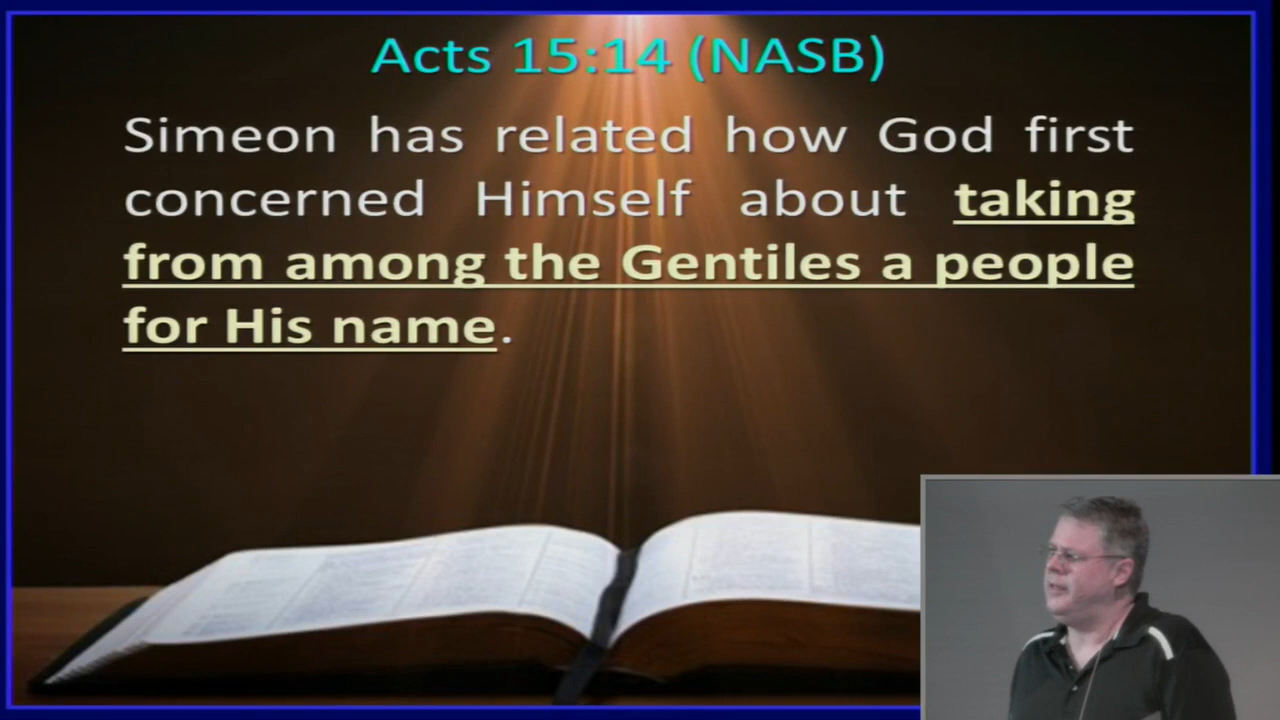 Acts 15:14 (NASB)
Simeon has related how God first
concerned Himself about taking
from among the Gentiles a people
for His name.